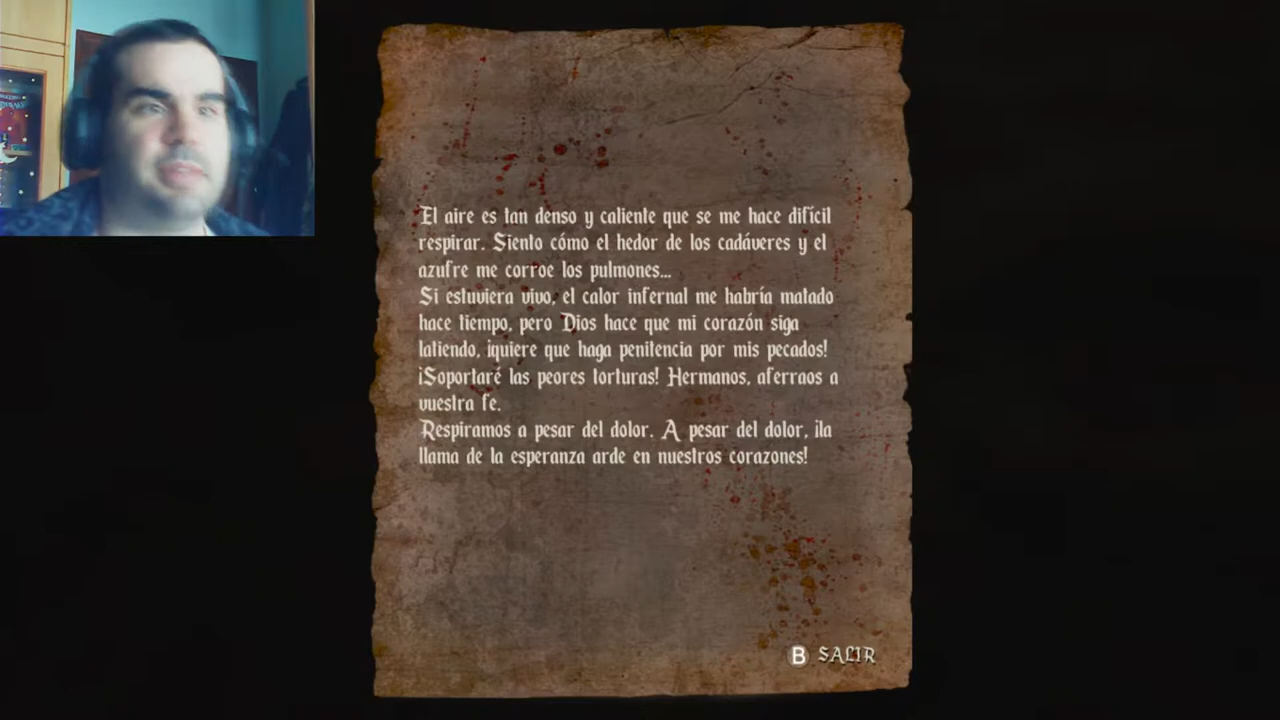 El aire es tan denso y caliente que se me hace difícil
respirar. Siento cómo el hedor de los cadáveres y el
azufre me corroe los pulmones...
Si estuviera vivo, el calor infernal me habría matado
hace tiempo, pero Dios hace que mi corazón siga
latiendo, ¡quiere que haga penitencia por mis pecados!
¡Soportaré las peores torturas! Hermanos, aferraos a
vuestra fe.
Respiramos a pesar del dolor. A pesar del dolor, ¡la
llama de la esperanza arde en nuestros corazones!
B SALIR